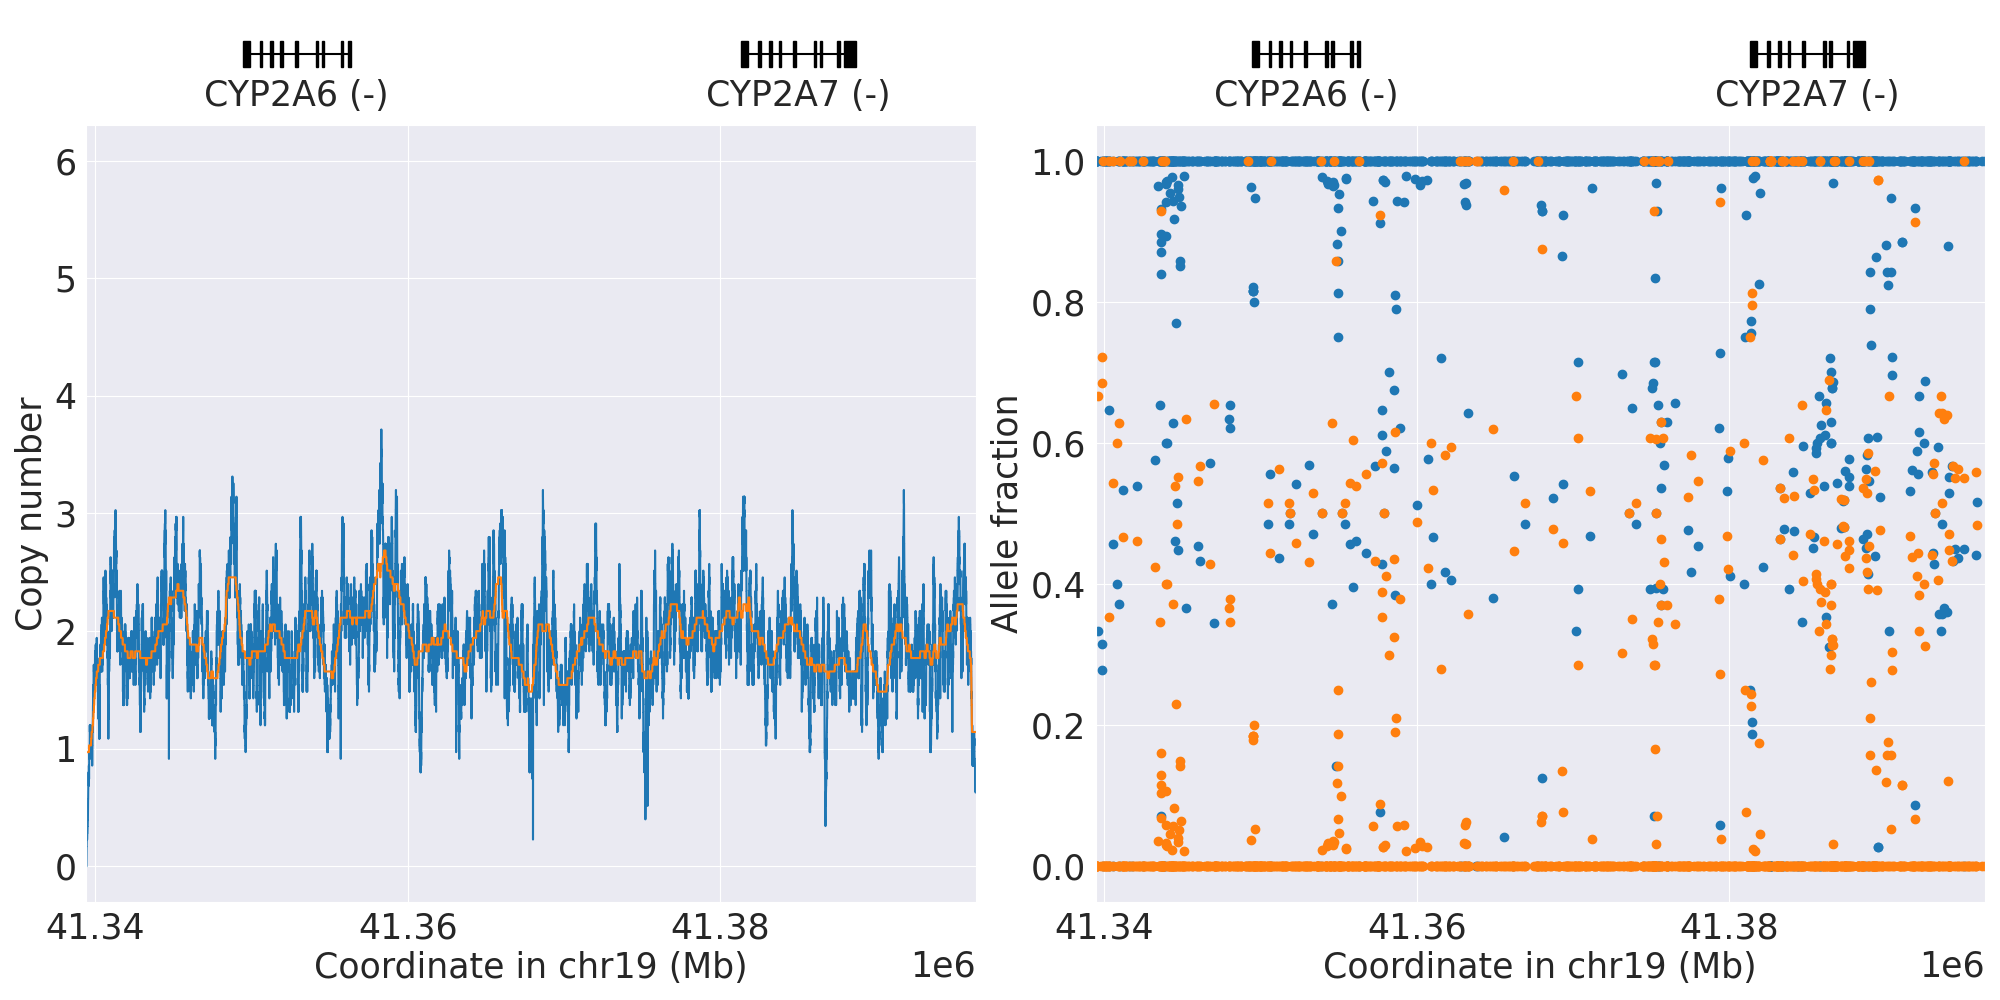 CYP2A6 (-) CYP2A7 (-)
Copy number
6
5
4
3
2
1
0
41.34 41.36 41.38
Coordinate in chr19 (Mb) 1e6
CYP2A6 (-) CYP2A7 (-)
Allele fraction
1.0
0.8
0.6
0.4
0.2
0.0
41.34 41.36 41.38
Coordinate in chr19 (Mb) 1e6